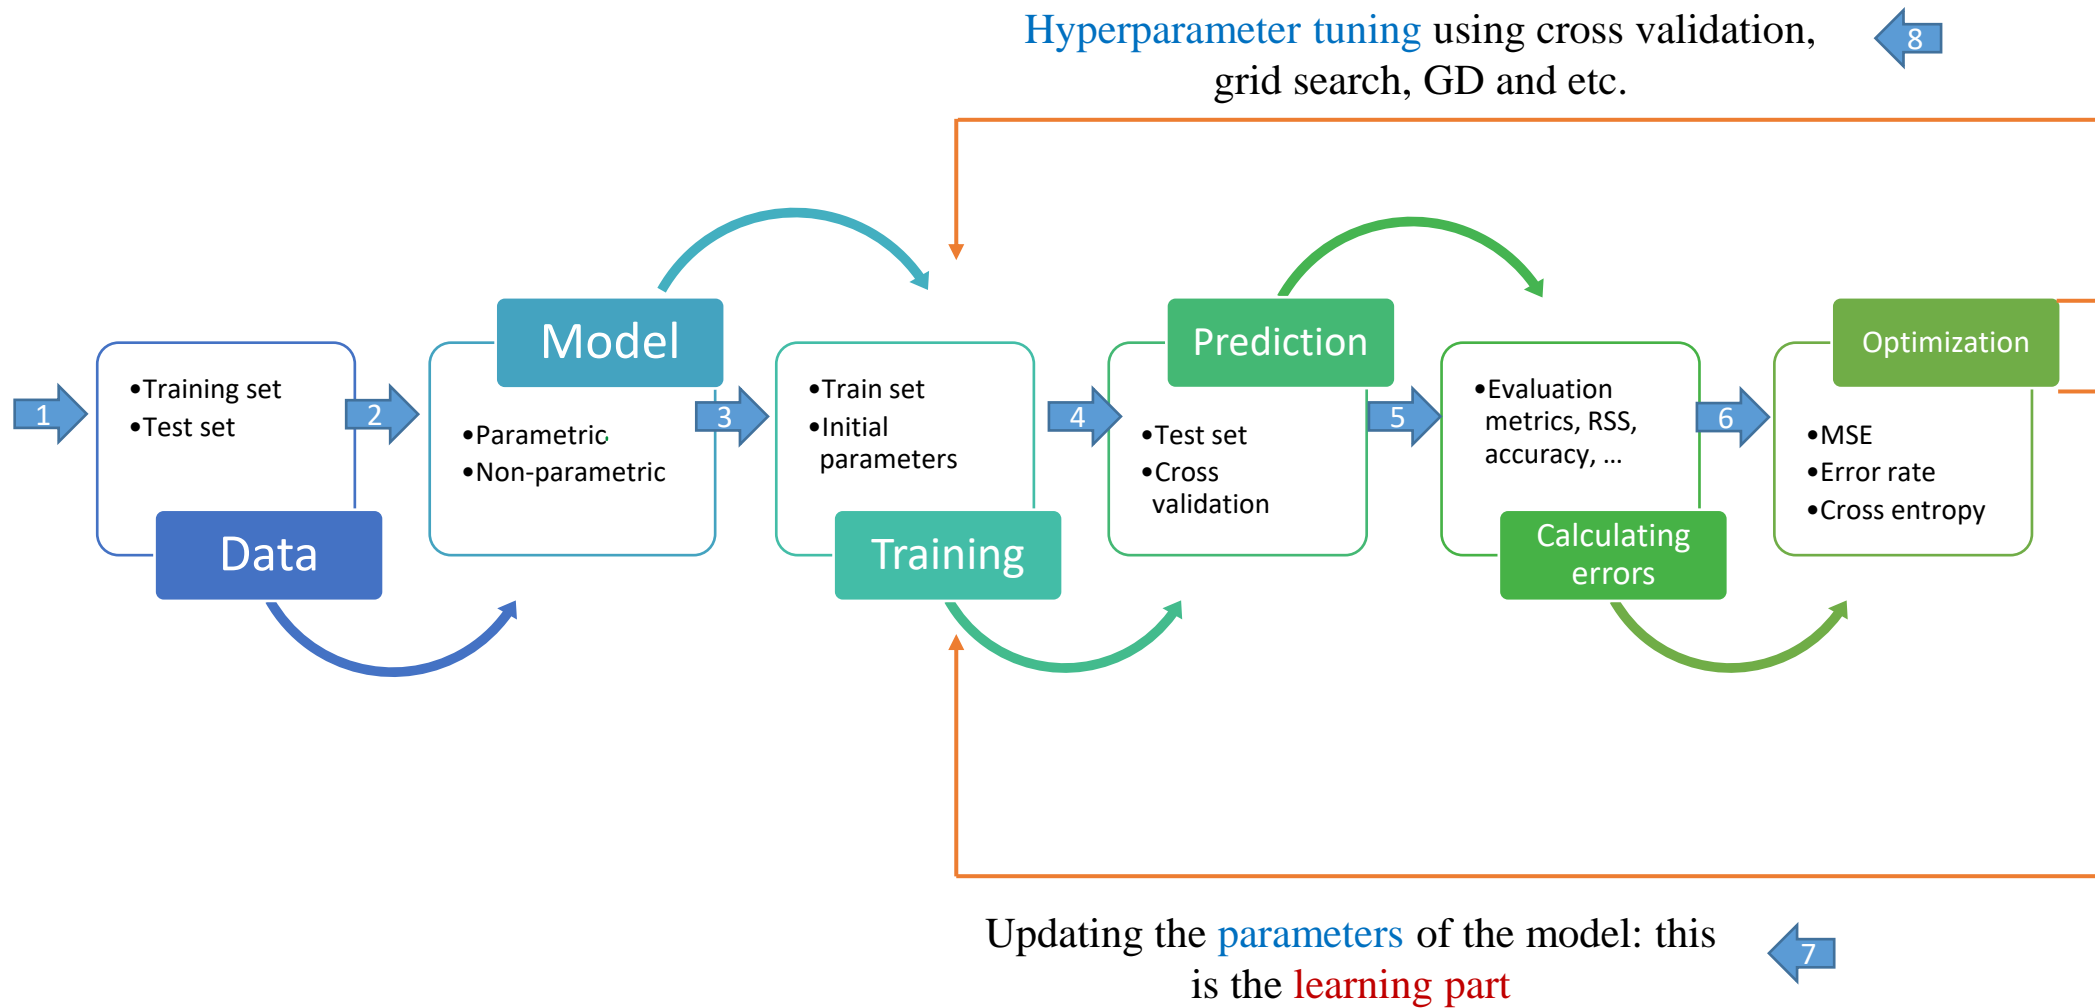 Hyperparameter tuning using cross validation,
grid search, GD and etc.
8
1
•Training set
•Test set
Data
2
Model
•Parametric
•Non-parametric
3
•Train set
•Initial
parameters
Training
4
Prediction
•Test set
•Cross
validation
5
•Evaluation
metrics, RSS,
accuracy, ...
Calculating
errors
6
Optimization
•MSE
•Error rate
•Cross entropy
Updating the parameters of the model: this
is the learning part
7